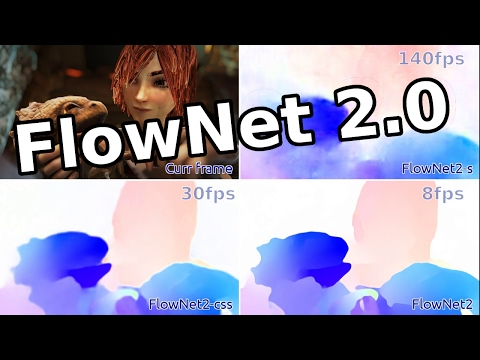 FlowNet 2.0
Curr frame
140fps
FlowNet2-s
30fps
FlowNet2-css
8fps
FlowNet2